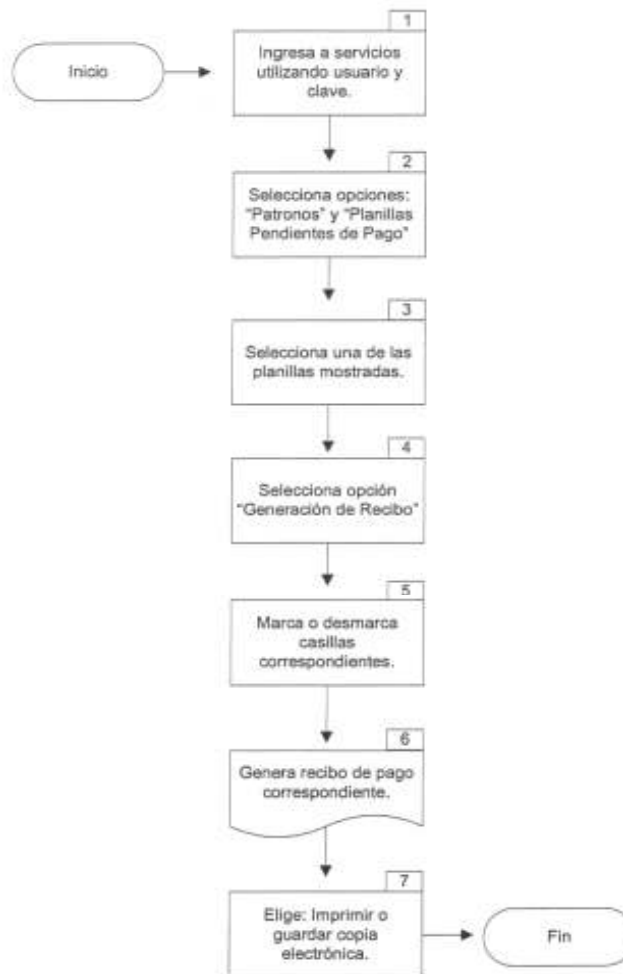 1
Inicio
Ingresa a servicios
utilizando usuario y
clave.
2
Selecciona opciones:
"Patronos" y "Planillas
Pendientes de Pago"
3
Selecciona una de las
planillas mostradas.
4
Selecciona opción
"Generación de Recibo"
5
Marca o desmarca
casillas
correspondientes.
6
Genera recibo de pago
correspondiente.
7
Elige: Imprimir o
guardar copia
electrónica.
Fin